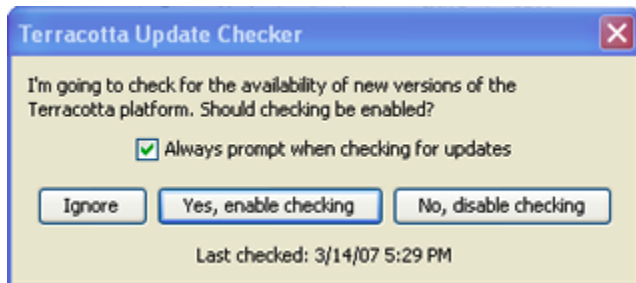 Terracotta Update Checker
I'm going to check for the availability of new versions of the
Terracotta platform. Should checking be enabled?
Always prompt when checking for updates
Ignore Yes, enable checking No, disable checking
Last checked: 3/14/07 5:29 PM